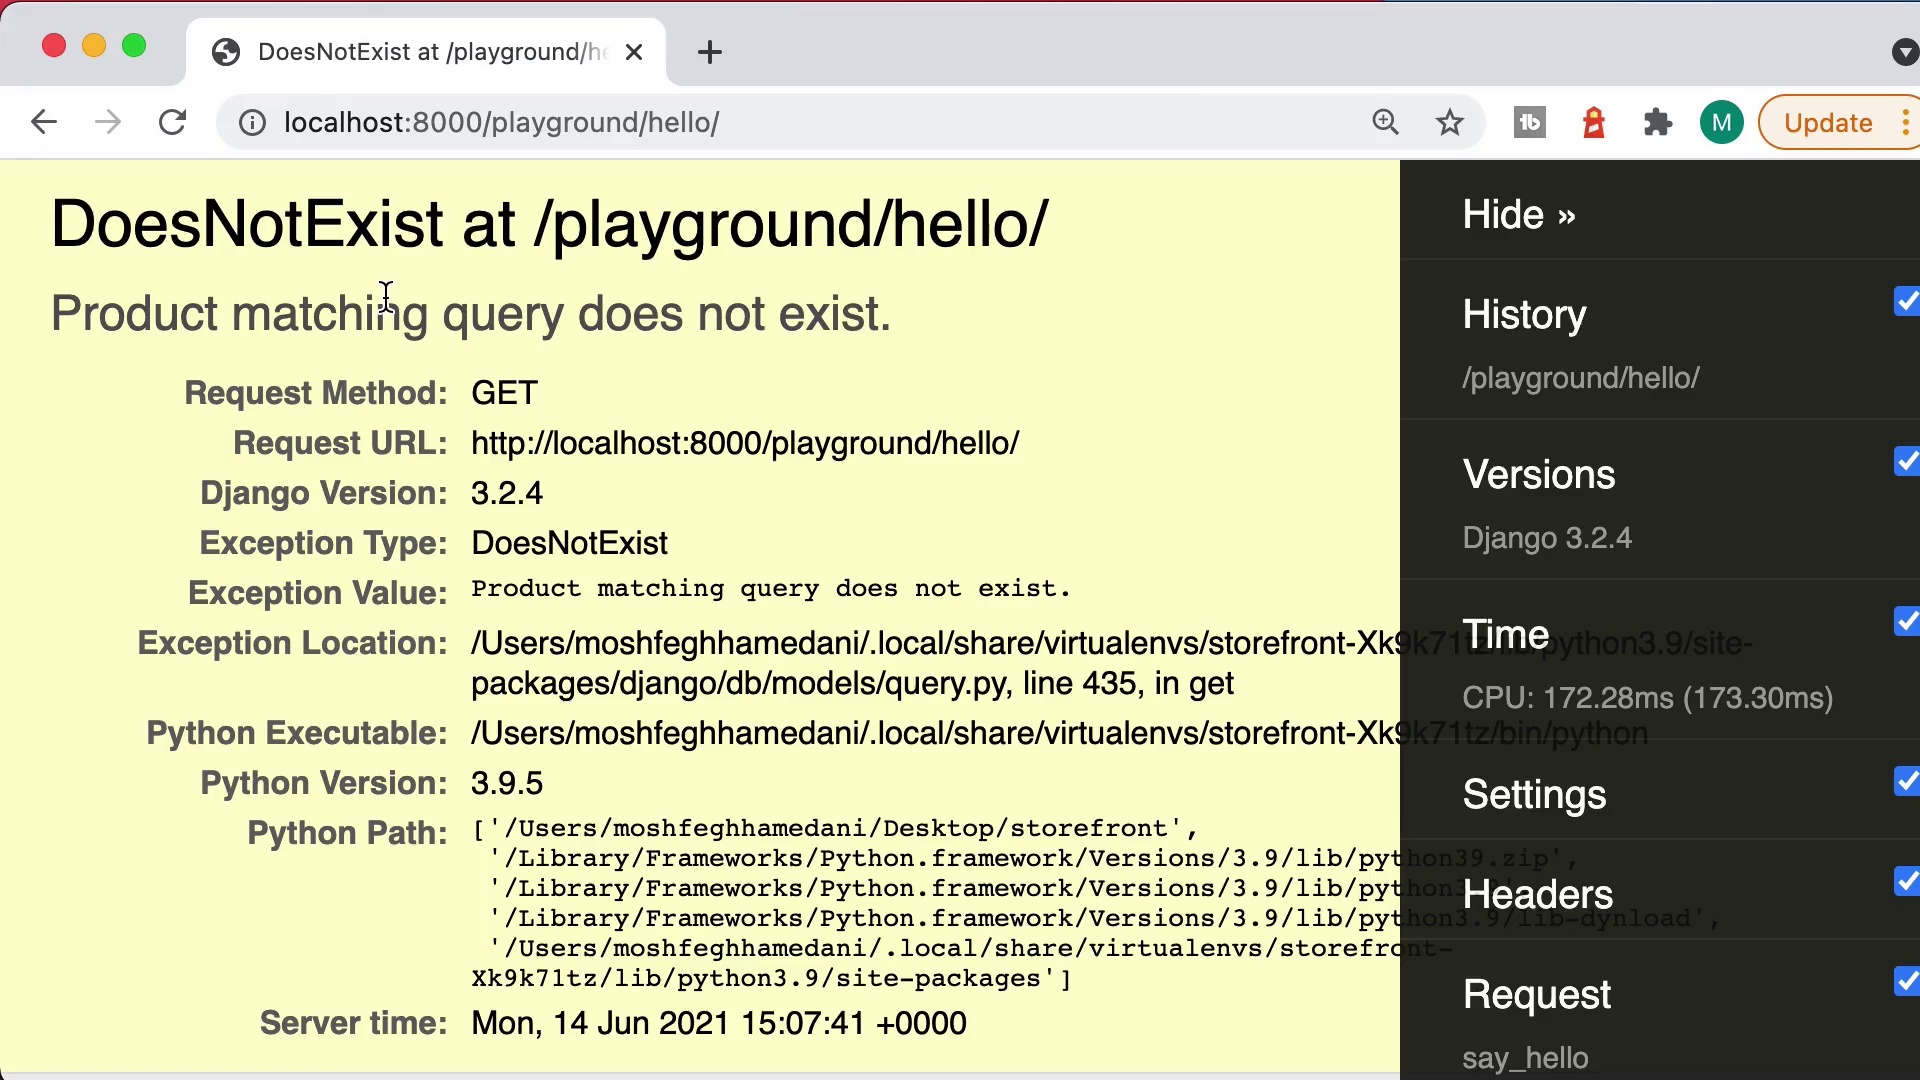 DoesNotExist at /playground/he
localhost:8000/playground/hello/
M
Update
DoesNotExist at /playground/hello/
Product matching query does not exist.
Request Method: GET
Request URL: http://localhost:8000/playground/hello/
Django Version: 3.2.4
Exception Type: DoesNotExist
Exception Value: Product matching query does not exist.
Exception Location: /Users/moshfeghhamedani/.local/share/virtualenvs/storefront-Xk9k71tz/lib/python3.9/site-
packages/django/db/models/query.py, line 435, in get
Python Executable: /Users/moshfeghhamedani/.local/share/virtualenvs/storefront-Xk9k71tz/bin/python
Python Version: 3.9.5
Python Path: ['/Users/moshfeghhamedani/Desktop/storefront',
'/Library/Frameworks/Python.framework/Versions/3.9/lib/python39.zip',
'/Library/Frameworks/Python.framework/Versions/3.9/lib/python3.9',
'/Library/Frameworks/Python.framework/Versions/3.9/lib/python3.9/lib-dynload',
'/Users/moshfeghhamedani/.local/share/virtualenvs/storefront-
Xk9k71tz/lib/python3.9/site-packages']
Server time: Mon, 14 Jun 2021 15:07:41 +0000
Hide »
History
/playground/hello/
Versions
Django 3.2.4
Time
CPU: 172.28ms (173.30ms)
Settings
Headers
Request
say_hello